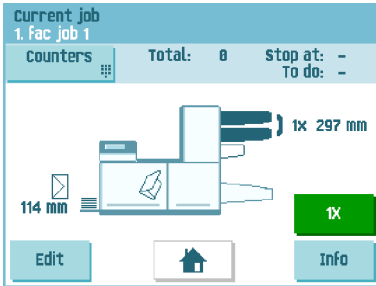 Current job
1. Fac job 1
Counters
Total: 0
Stop at: -
To do: -
1x 297 mm
114 mm
1X
Edit
Info